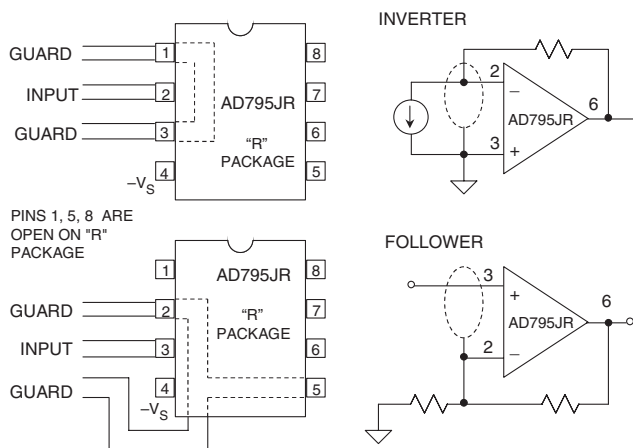 GUARD
INPUT
GUARD
1
2
3
4
8
7
6
5
AD795JR
"R"
PACKAGE
–VS
INVERTER
2
–
3
+
6
AD795JR
PINS 1, 5, 8 ARE
OPEN ON "R"
PACKAGE
GUARD
INPUT
GUARD
1
2
3
4
8
7
6
5
AD795JR
"R"
PACKAGE
–VS
FOLLOWER
3
+
2
–
6
AD795JR